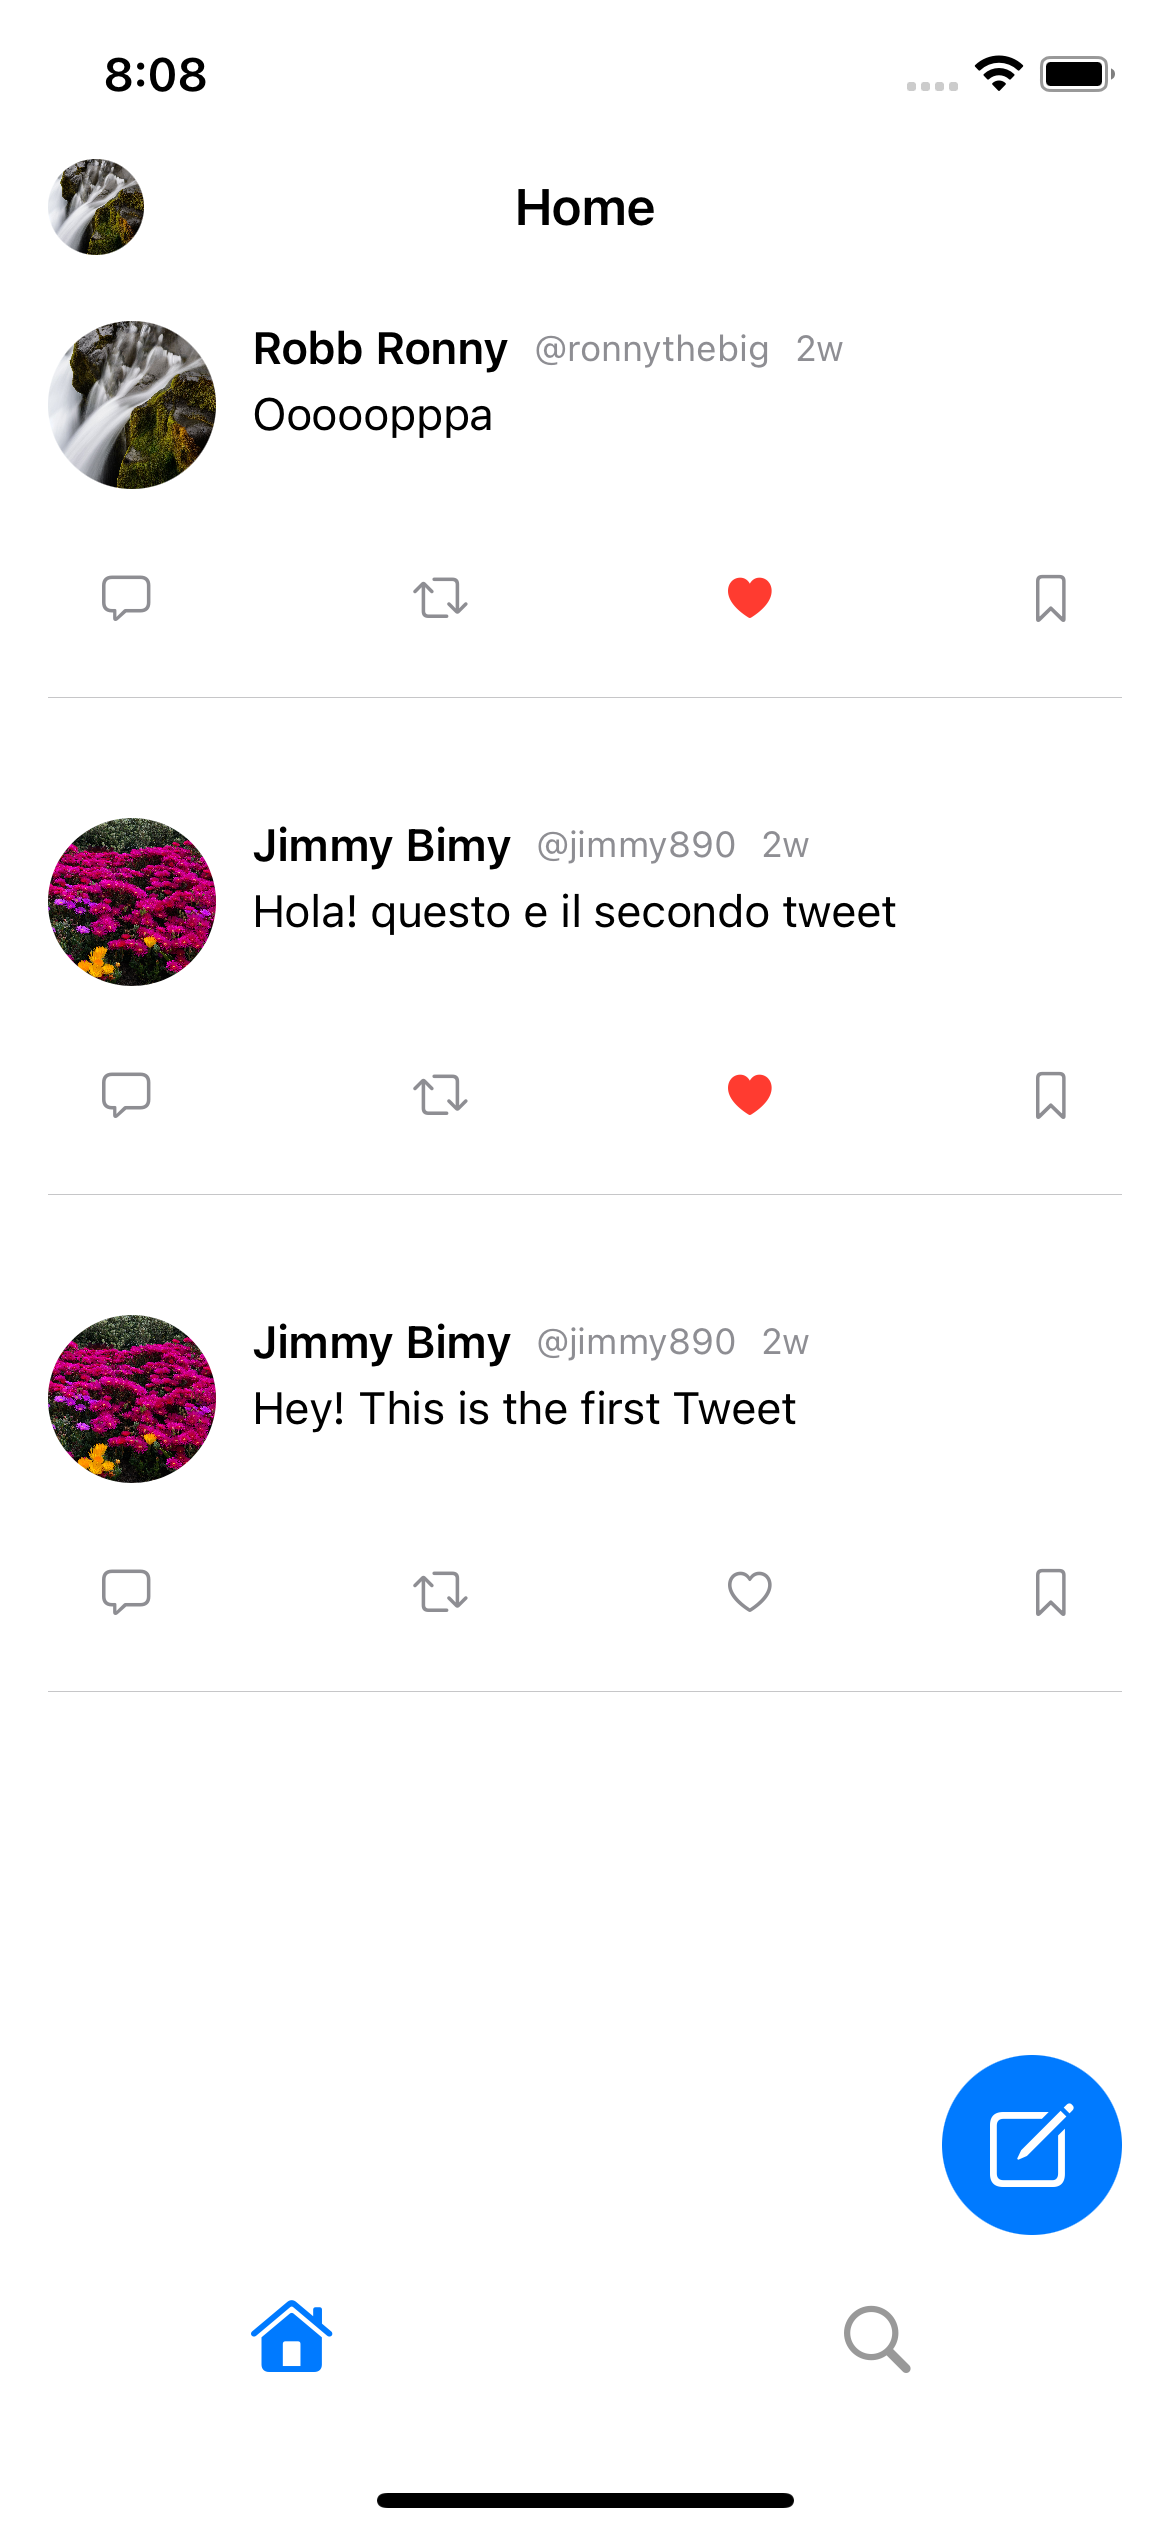 8:08
Home
Robb Ronny @ronnythebig 2w
Ooooopppa
Jimmy Bimy @jimmy890 2w
Hola! questo e il secondo tweet
Jimmy Bimy @jimmy890 2w
Hey! This is the first Tweet